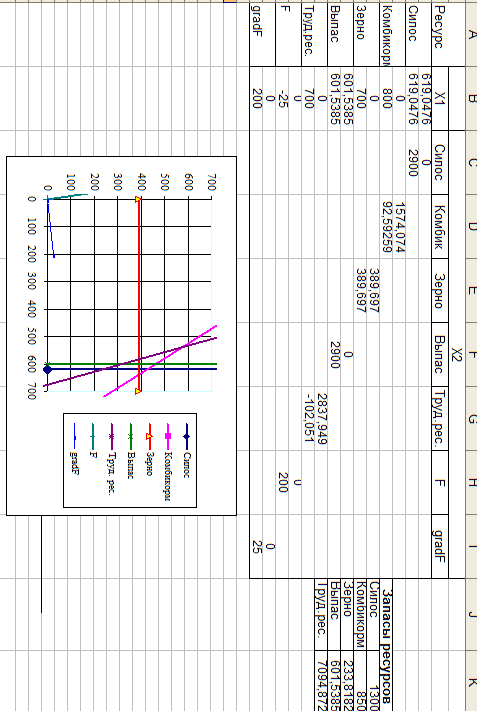 A B C D E F G H I J K
X2
Ресурс X1 Силос Комбик Зерно Выпас Труд.рес. F gradF
619,0476 0
Силос 619,0476 2900
0 1574,074
Комбикорм 800 92,59259 Запасы ресурсов
0 389,697 Силос 1300
Зерно 700 389,697 Комбикорм 850
601,5385 0 Зерно 233,8182
Выпас 601,5385 2900 Выпас 601,5385
0 2837,949 Труд.рес. 7094,872
Труд.рес. 700 -102,051
0 0
F -25 200
0 0
gradF 200 25
700
600
500
400
300
200
100
0
0 100 200 300 400 500 600 700
Силос
Комбикорм
Зерно
Выпас
Труд. рес.
F
gradF